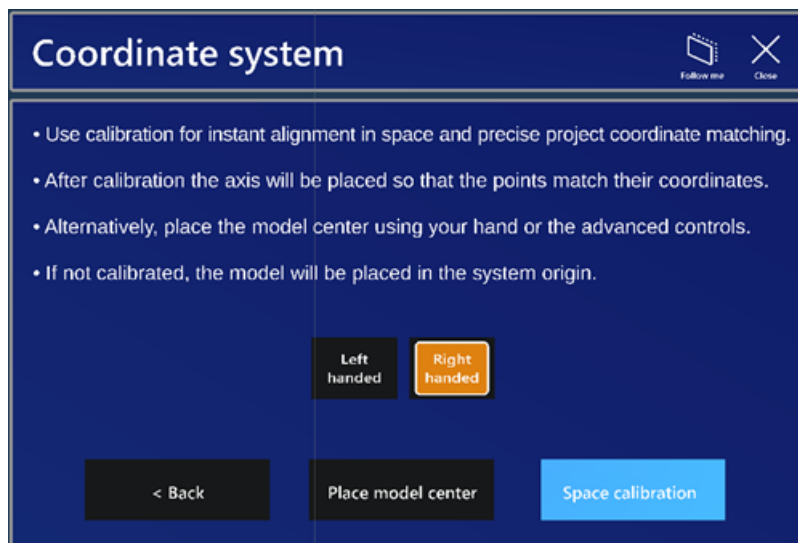 Coordinate system
Follow me
Close
• Use calibration for instant alignment in space and precise project coordinate matching.
• After calibration the axis will be placed so that the points match their coordinates.
• Alternatively, place the model center using your hand or the advanced controls.
• If not calibrated, the model will be placed in the system origin.
Left
handed
Right
handed
< Back
Place model center
Space calibration